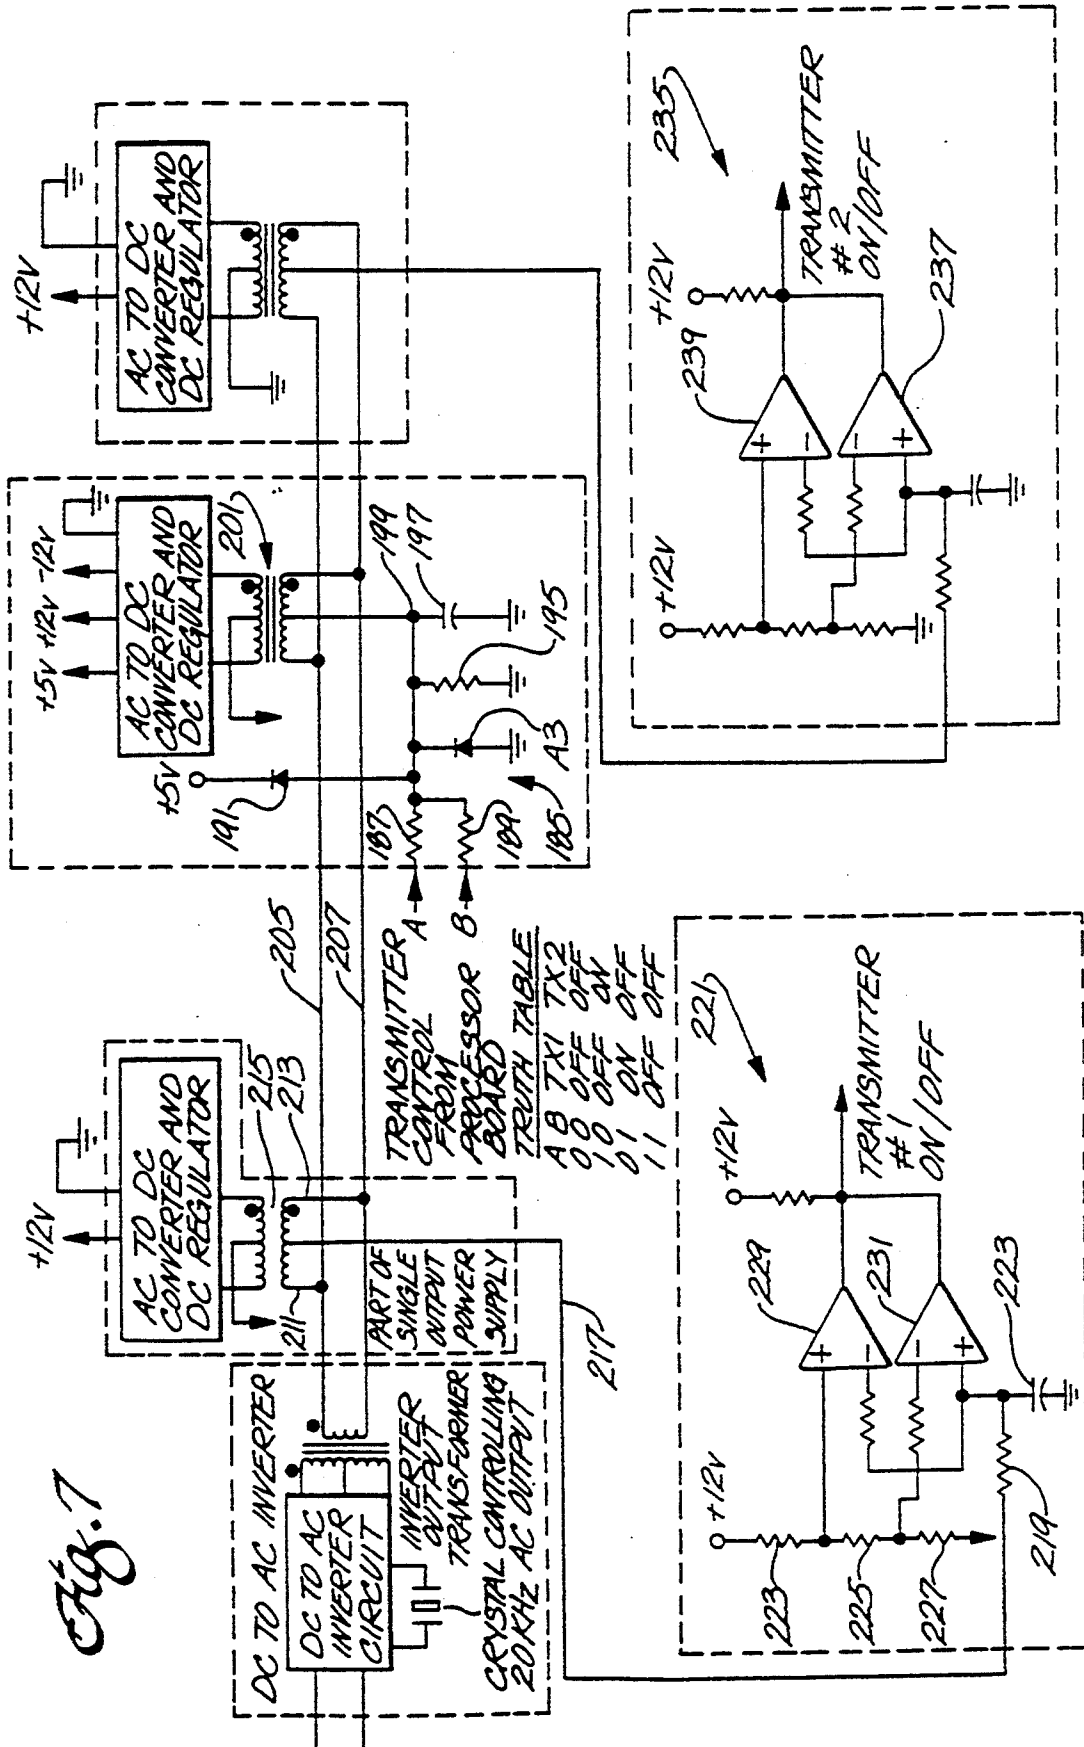 Fig. 7
DC TO AC INVERTER
DC TO AC
INVERTER
CIRCUIT
INVERTER
OUTPUT
TRANSFORMER
CRYSTAL CONTROLLING
20 KHz AC OUTPUT
+12V
AC TO DC
CONVERTER AND
DC REGULATOR
215
213
211
PART OF
SINGLE
OUTPUT
POWER
SUPPLY
217
205
207
+5V +12V -12V
AC TO DC
CONVERTER AND
DC REGULATOR
201
+5V
191
199
197
195
A3
187
189
185
TRANSMITTER
CONTROL A
FROM
PROCESSOR B
BOARD
TRUTH TABLE
A B TX1 TX2
0 0 OFF OFF
1 0 OFF ON
0 1 ON OFF
1 1 OFF OFF
+12V
AC TO DC
CONVERTER AND
DC REGULATOR
221
+12V
+12V
229
+
-
231
-
+
TRANSMITTER
# 1
ON/OFF
223
225
227
223
219
235
+12V
+12V
239
+
-
-
+
237
TRANSMITTER
# 2
ON/OFF